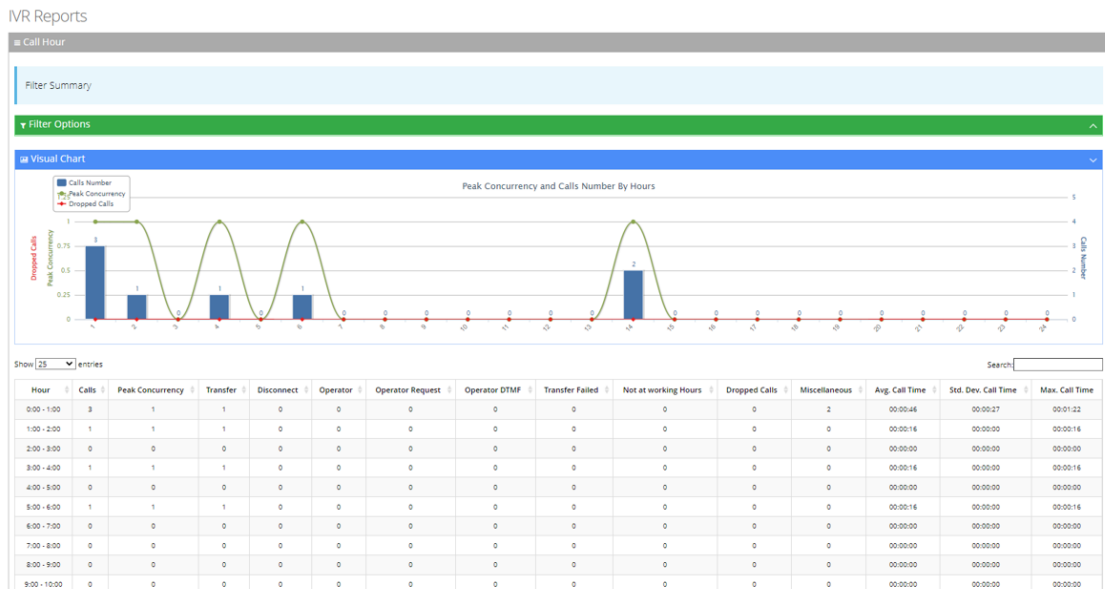 IVR Reports
Call Hour
Filter Summary
Filter Options
Visual Chart
Peak Concurrency and Calls Number By Hours
Calls Number
Peak Concurrency
Dropped Calls
1.25 5
1 4
0.75 3
0.5 2
0.25 1
0 0
Dropped Calls
Peak Concurrency
Calls Number
3 1 0 1 0 1 0 0 0 0 0 0 0 2 0 0 0 0 0 0 0 0 0 0
1 2 3 4 5 6 7 8 9 10 11 12 13 14 15 16 17 18 19 20 21 22 23 24
Show 25 entries Search:
Hour Calls Peak Concurrency Transfer Disconnect Operator Operator Request Operator DTMF Transfer Failed Not at working Hours Dropped Calls Miscellaneous Avg. Call Time Std. Dev. Call Time Max. Call Time
0:00 - 1:00 3 1 1 0 0 0 0 0 0 0 2 00:00:46 00:00:27 00:01:22
1:00 - 2:00 1 1 1 0 0 0 0 0 0 0 0 00:00:16 00:00:00 00:00:16
2:00 - 3:00 0 0 0 0 0 0 0 0 0 0 0 00:00:00 00:00:00 00:00:00
3:00 - 4:00 1 1 1 0 0 0 0 0 0 0 0 00:00:16 00:00:00 00:00:16
4:00 - 5:00 0 0 0 0 0 0 0 0 0 0 0 00:00:00 00:00:00 00:00:00
5:00 - 6:00 1 1 1 0 0 0 0 0 0 0 0 00:00:16 00:00:00 00:00:16
6:00 - 7:00 0 0 0 0 0 0 0 0 0 0 0 00:00:00 00:00:00 00:00:00
7:00 - 8:00 0 0 0 0 0 0 0 0 0 0 0 00:00:00 00:00:00 00:00:00
8:00 - 9:00 0 0 0 0 0 0 0 0 0 0 0 00:00:00 00:00:00 00:00:00
9:00 - 10:00 0 0 0 0 0 0 0 0 0 0 0 00:00:00 00:00:00 00:00:00